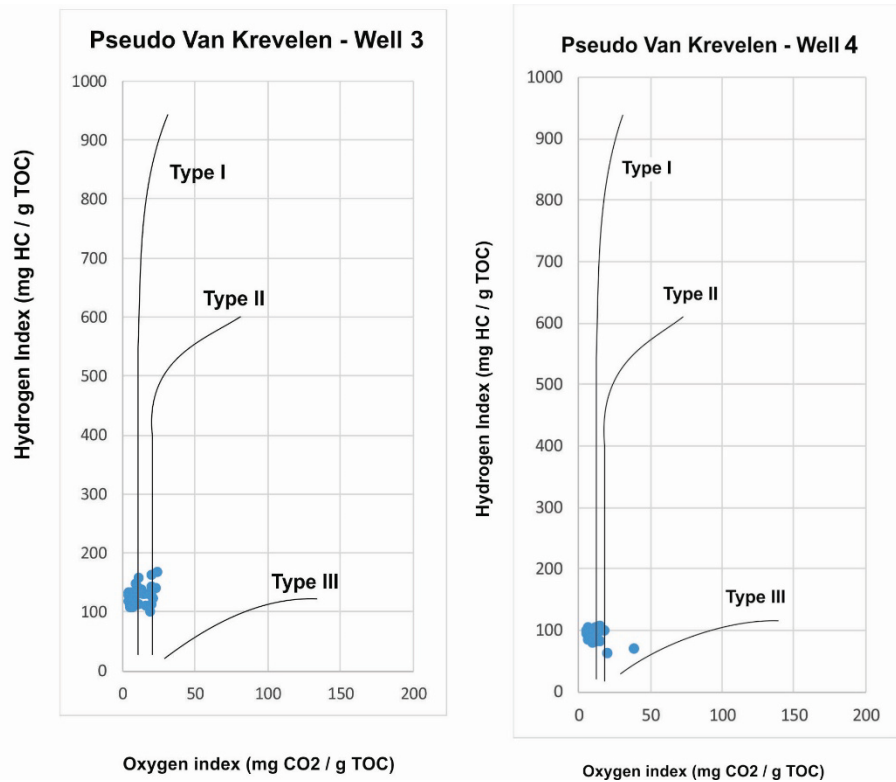 Pseudo Van Krevelen - Well 3
Hydrogen Index (mg HC / g TOC)
1000
900
800
700
600
500
400
300
200
100
0
Type I
Type II
Type III
0 50 100 150 200
Oxygen index (mg CO2 / g TOC)
Pseudo Van Krevelen - Well 4
Hydrogen Index (mg HC / g TOC)
1000
900
800
700
600
500
400
300
200
100
0
Type I
Type II
Type III
0 50 100 150 200
Oxygen index (mg CO2 / g TOC)